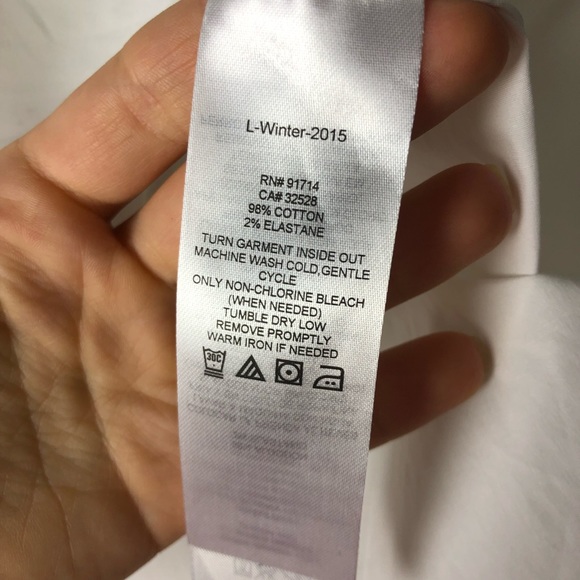 L-Winter-2015
RN# 91714
CA# 32528
98% COTTON
2% ELASTANE
TURN GARMENT INSIDE OUT
MACHINE WASH COLD,GENTLE
CYCLE
ONLY NON-CHLORINE BLEACH
(WHEN NEEDED)
TUMBLE DRY LOW
REMOVE PROMPTLY
WARM IRON IF NEEDED
30C